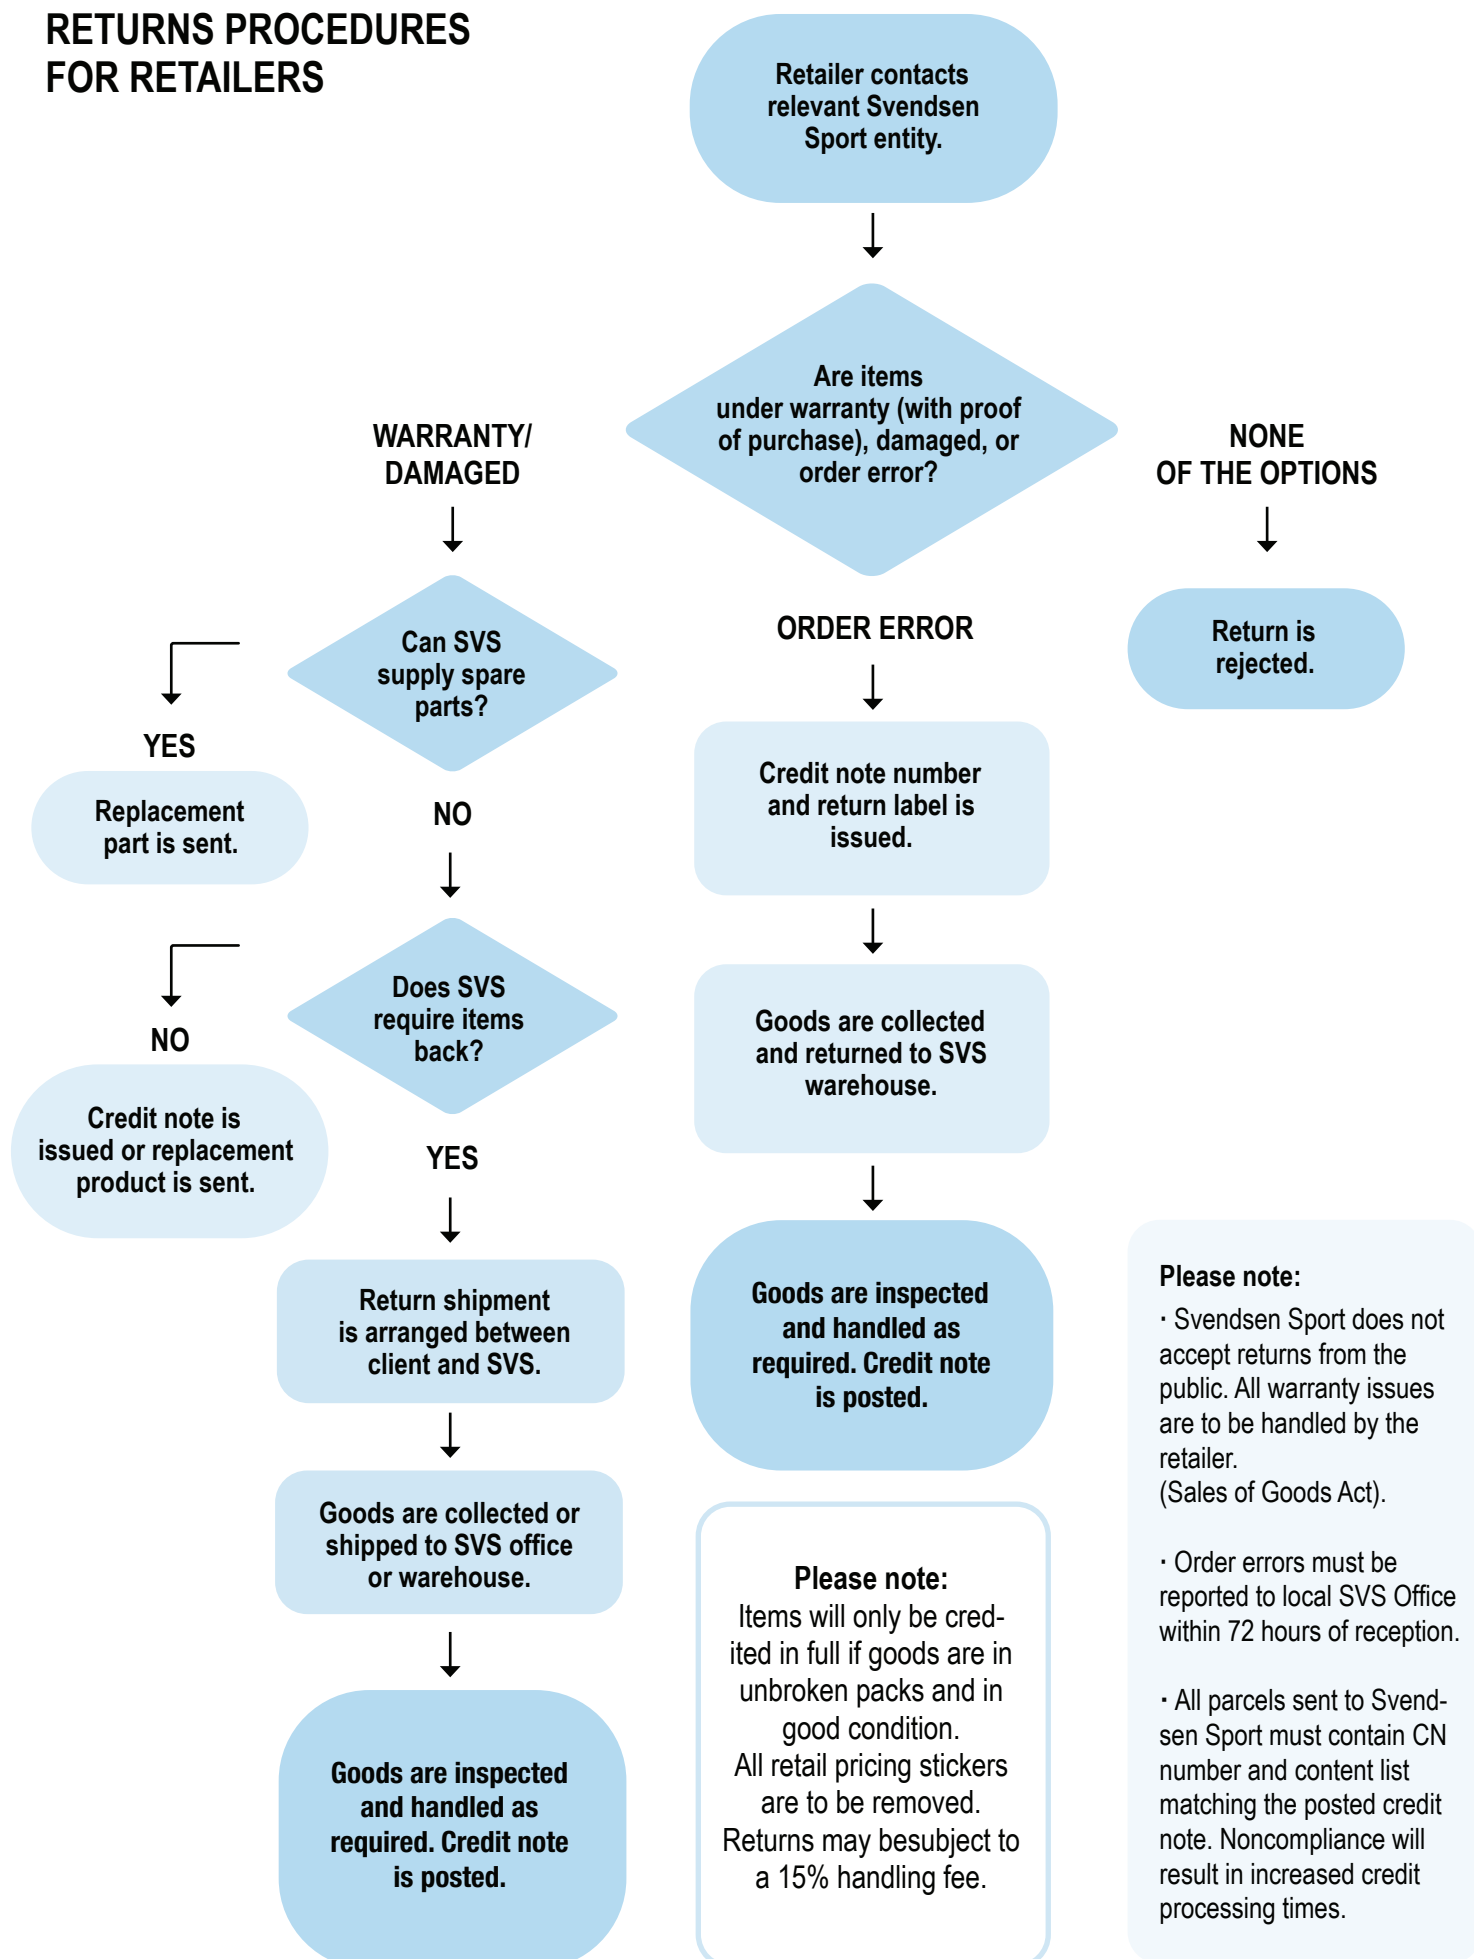 RETURNS PROCEDURES
FOR RETAILERS
Retailer contacts
relevant Svendsen
Sport entity.
Are items
under warranty (with proof
of purchase), damaged, or
order error?
WARRANTY/
DAMAGED
NONE
OF THE OPTIONS
Can SVS
supply spare
parts?
ORDER ERROR
Return is
rejected.
YES
Replacement
part is sent.
NO
Credit note number
and return label is
issued.
Does SVS
require items
back?
NO
Credit note is
issued or replacement
product is sent.
Goods are collected
and returned to SVS
warehouse.
YES
Return shipment
is arranged between
client and SVS.
Goods are inspected
and handled as
required. Credit note
is posted.
Goods are collected or
shipped to SVS office
or warehouse.
Goods are inspected
and handled as
required. Credit note
is posted.
Please note:
Items will only be cred-
ited in full if goods are in
unbroken packs and in
good condition.
All retail pricing stickers
are to be removed.
Returns may besubject to
a 15% handling fee.
Please note:
· Svendsen Sport does not
accept returns from the
public. All warranty issues
are to be handled by the
retailer.
(Sales of Goods Act).
· Order errors must be
reported to local SVS Office
within 72 hours of reception.
· All parcels sent to Svend-
sen Sport must contain CN
number and content list
matching the posted credit
note. Noncompliance will
result in increased credit
processing times.